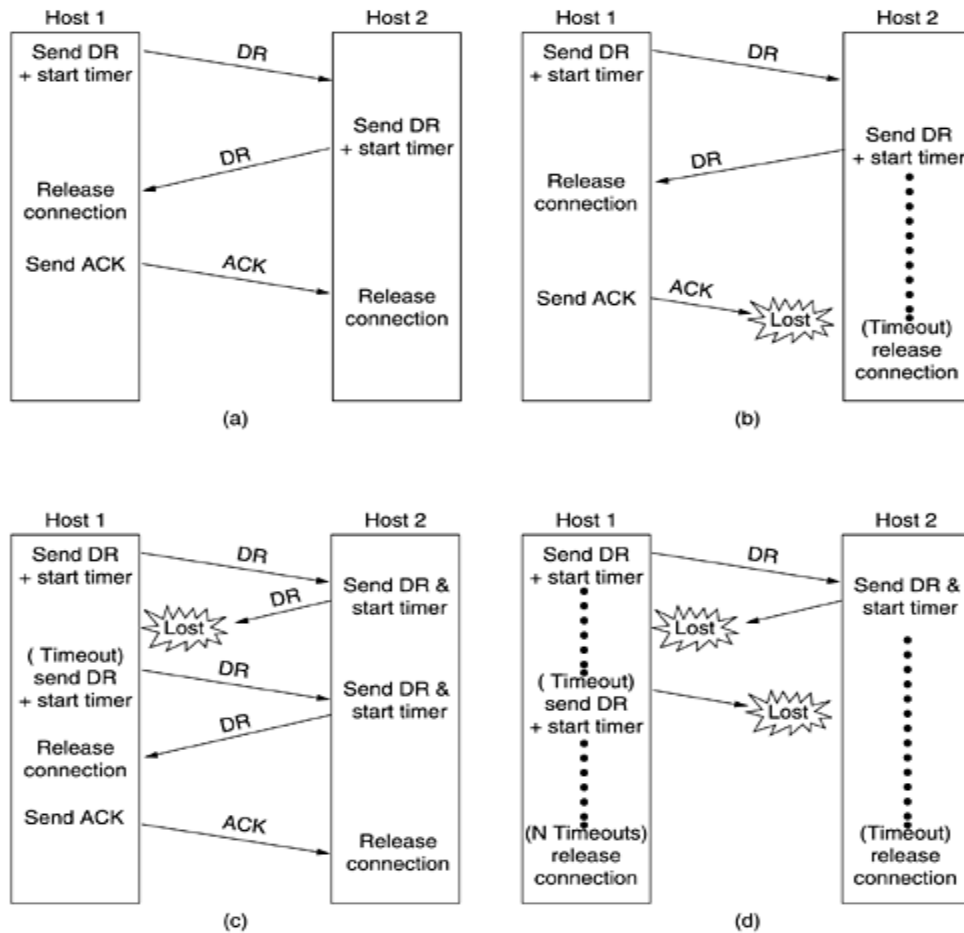 Host 1
Host 2
Send DR
+ start timer
DR
Send DR
+ start timer
DR
Release
connection
Send ACK
ACK
Release
connection
(a)
Host 1
Host 2
Send DR
+ start timer
DR
Send DR
+ start timer
DR
Release
connection
Send ACK
ACK
Lost
(Timeout)
release
connection
(b)
Host 1
Host 2
Send DR
+ start timer
DR
Send DR &
start timer
DR
Lost
( Timeout)
send DR
+ start timer
DR
Send DR &
start timer
DR
Release
connection
Send ACK
ACK
Release
connection
(c)
Host 1
Host 2
Send DR
+ start timer
DR
Send DR &
start timer
Lost
( Timeout)
send DR
+ start timer
Lost
(N Timeouts)
release
connection
(Timeout)
release
connection
(d)